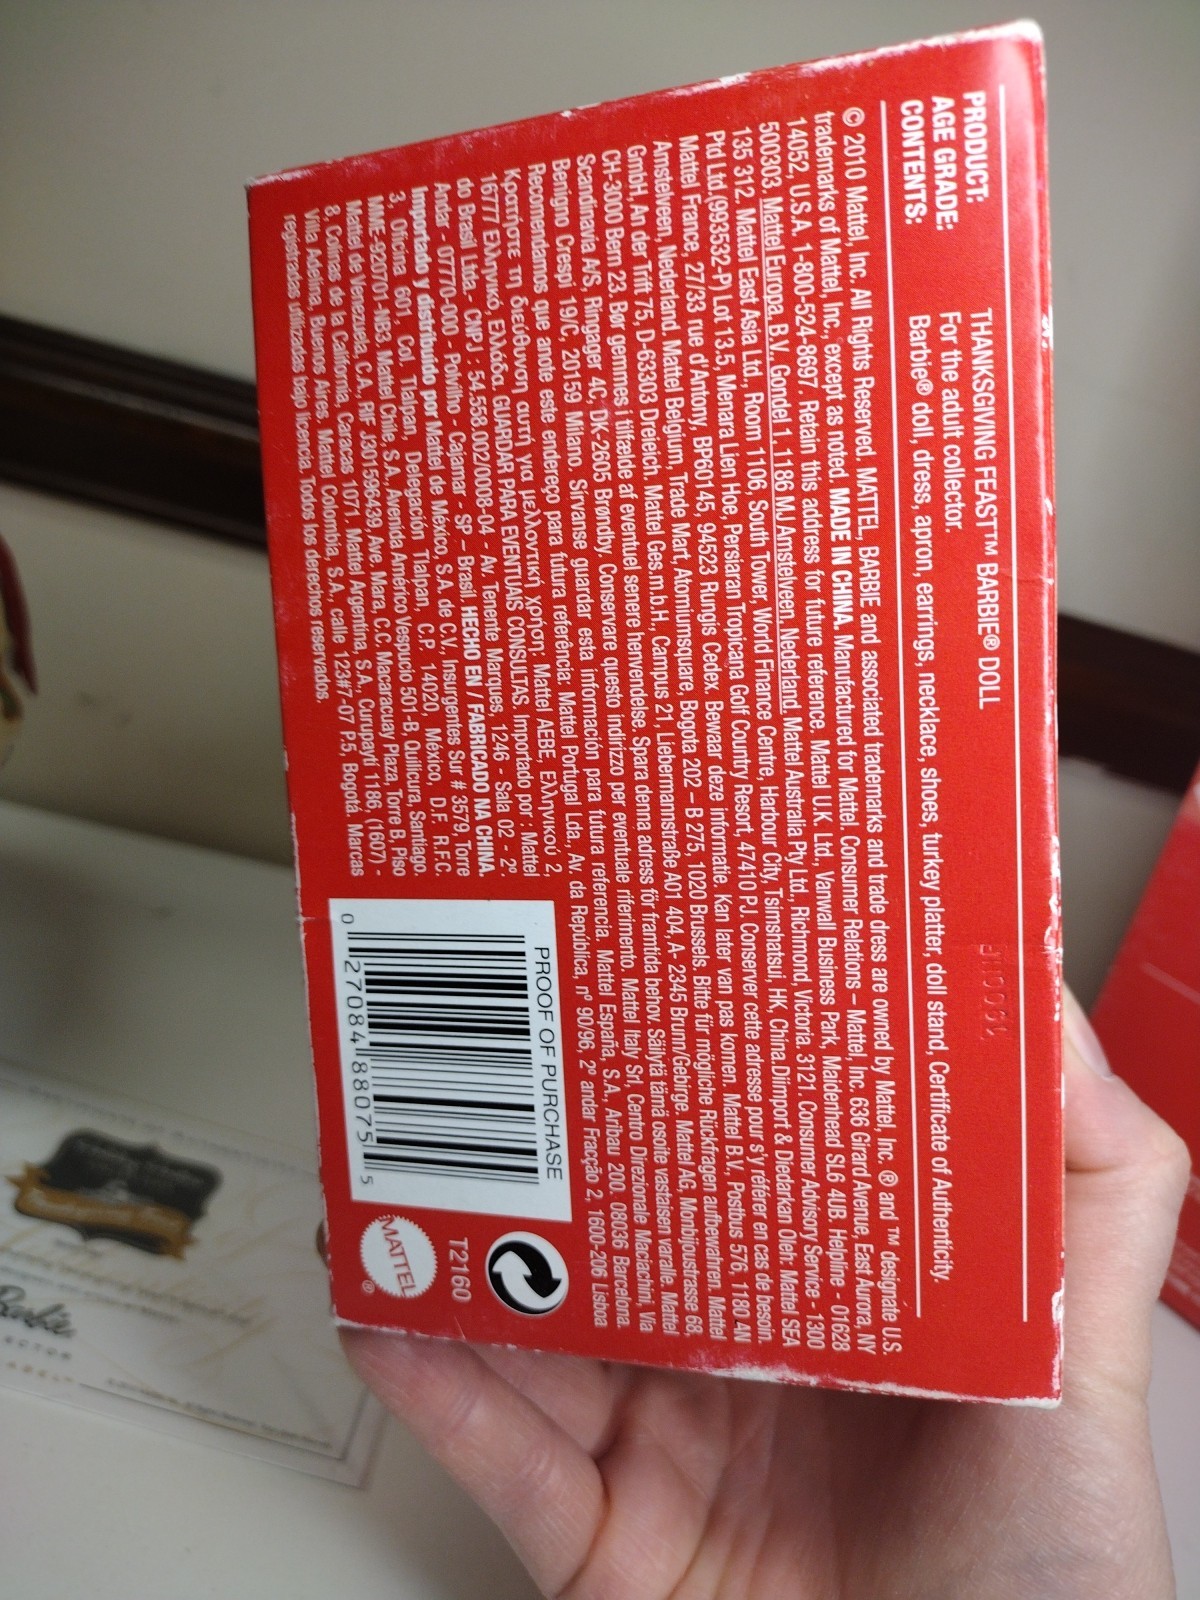 PRODUCT: THANKSGIVING FEAST™ BARBIE® DOLL
AGE GRADE: For the adult collector.
CONTENTS: Barbie® doll, dress, apron, earrings, necklace, shoes, turkey platter, doll stand, Certificate of Authenticity.
© 2010 Mattel, Inc. All Rights Reserved. MATTEL, BARBIE and associated trademarks and trade dress are owned by Mattel, Inc. ® and ™ designate U.S.
trademarks of Mattel, Inc., except as noted. MADE IN CHINA. Manufactured for Mattel. Consumer Relations – Mattel, Inc. 636 Girard Avenue, East Aurora, NY
14052, U.S.A. 1-800-524-8697. Retain this address for future reference. Mattel U.K. Ltd., Vanwall Business Park, Maidenhead SL6 4UB. Helpline - 01628
500303. Mattel Europa, B.V. Gondel 1, 1186 MJ Amstelveen, Nederland. Mattel Australia Pty Ltd., Richmond, Victoria. 3121. Consumer Advisory Service - 1300
135 312. Mattel East Asia Ltd., Room 1106, South Tower, World Finance Centre, Harbour City, Tsimshatsui, HK, China. Diimport & Diedarkan Oleh: Mattel SEA
Ptd Ltd.(993532-P) Lot 13.5, Menara Lien Hoe, Persiaran Tropicana Golf Country Resort, 47410 PJ. Conserver cette adresse pour s'y référer en cas de besoin.
Mattel France, 27/33 rue d'Antony, BP60145, 94523 Rungis Cedex. Bewaar deze informatie. Kan later van pas komen. Mattel B.V., Postbus 576, 1180 AN
Amstelveen, Nederland. Mattel Belgium, Trade Mart, Atomiumsquare, Bogota 202 – B 275, 1020 Brussels. Bitte für mögliche Rückfragen aufbewahren. Mattel
GmbH, An der Trift 75, D-63303 Dreieich. Mattel Ges.m.b.H., Campus 21, Liebermannstraße A01 404, A- 2345 Brunn/Gebirge. Mattel AG, Monbijoustrasse 68,
CH-3000 Bern 23. Bør gemmes i tilfælde af eventuel senere henvendelse. Spara denna adress för framtida behov. Säilytä tämä osoite vastaisen varalle. Mattel
Scandinavia A/S, Ringager 4C, DK-2605 Brøndby. Conservare questo indirizzo per eventuale riferimento. Mattel Italy Srl, Centro Direzionale Maciachini, Via
Benigno Crespi 19/C, 20159 Milano. Sírvanse guardar esta información para futura referencia. Mattel España, S.A., Aribau 200. 08036 Barcelona.
Recomendamos que anote este endereço para futura referência: Mattel Portugal Lda., Av. da República, nº 90/96, 2º andar Fracção 2, 1600-206 Lisboa
Κρατήστε τη διεύθυνση αυτή για μελλοντική χρήση: Mattel AEBE, Ελληνικού 2,
16777 Ελληνικό, Ελλάδα. GUARDAR PARA EVENTUAIS CONSULTAS. Importado por : Mattel
do Brasil Ltda.- CNPJ : 54.558.002/0008-04 - Av. Tenente Marques, 1246 - Sala 02 - 2º.
Andar - 07770-000 - Polvilho - Cajamar - SP – Brasil. HECHO EN / FABRICADO NA CHINA.
Importado y distribuido por Mattel de México, S.A. de C.V., Insurgentes Sur # 3579, Torre
3, Oficina 601, Col. Tlalpan, Delegación Tlalpan, C.P. 14020, México, D.F. R.F.C.
MME-920701-NB3. Mattel Chile, S.A., Avenida Américo Vespucio 501-B, Quilicura, Santiago.
Mattel de Venezuela, C.A., RIF J301596439, Ave. Mara, C.C. Macaracuay Plaza, Torre B, Piso
8, Colinas de la California, Caracas 1071. Mattel Argentina, S.A., Curupaytí 1186, (1607) -
Villa Adelina, Buenos Aires. Mattel Colombia, S.A., calle 123#7-07 P.5, Bogotá. Marcas
registradas utilizadas bajo licencia. Todos los derechos reservados.
PROOF OF PURCHASE
0 27084 88075 5
T2160
MATTEL®
Barbie